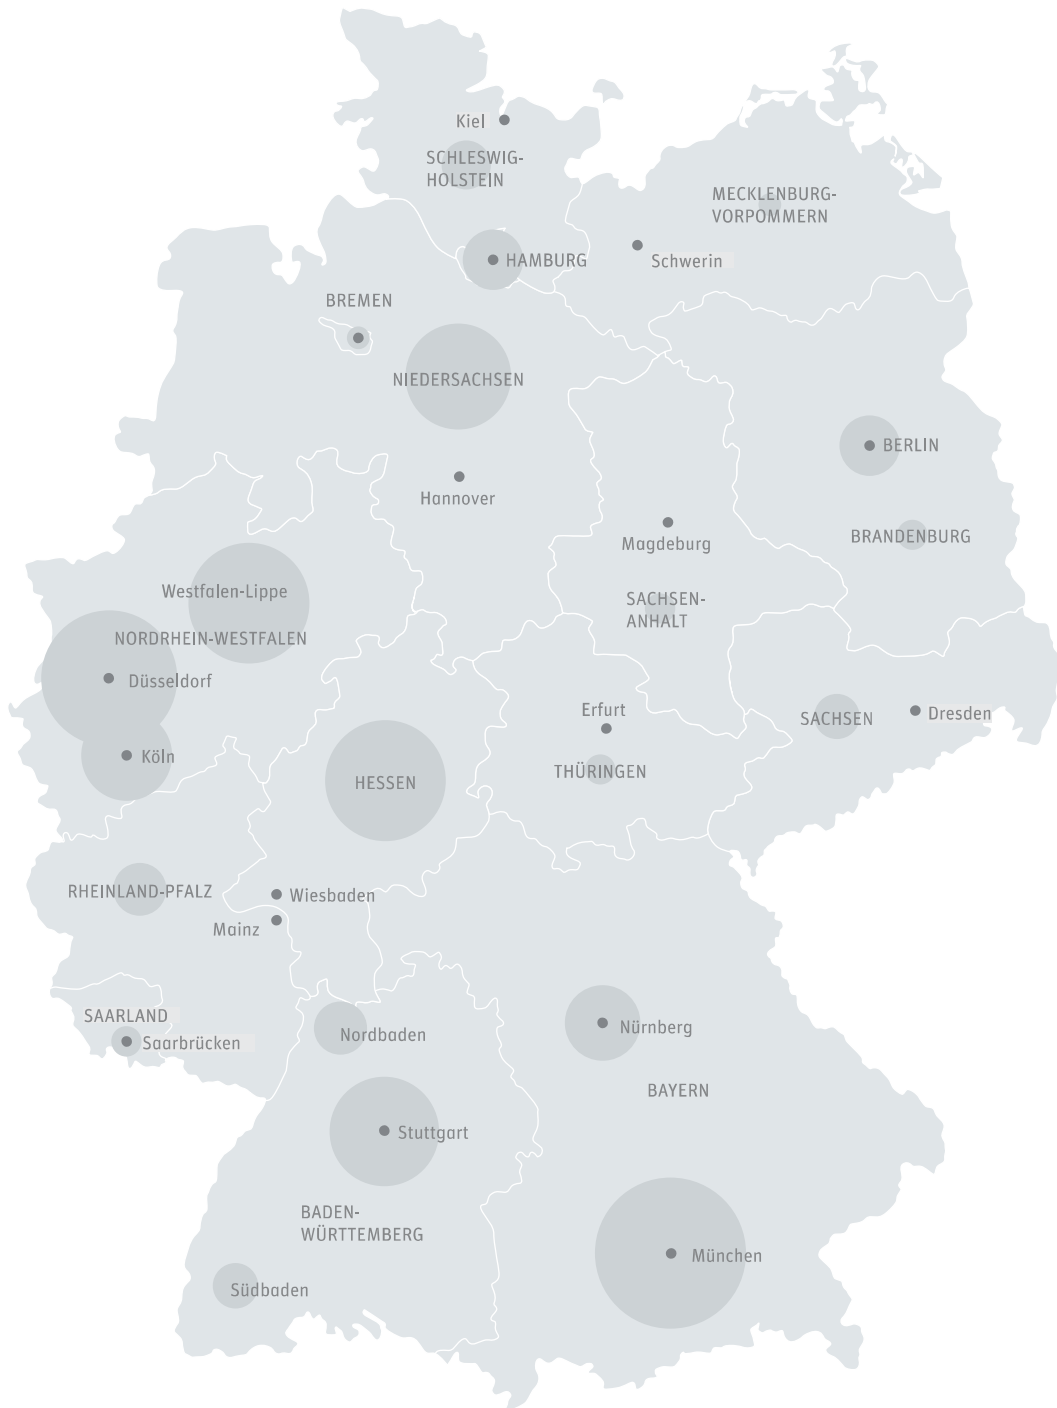 Kiel
SCHLESWIG-
HOLSTEIN
MECKLENBURG-
VORPOMMERN
HAMBURG
Schwerin
BREMEN
NIEDERSACHSEN
BERLIN
Hannover
BRANDENBURG
Magdeburg
Westfalen-Lippe
SACHSEN-
ANHALT
NORDRHEIN-WESTFALEN
Düsseldorf
Erfurt
SACHSEN
Dresden
Köln
THÜRINGEN
HESSEN
RHEINLAND-PFALZ
Wiesbaden
Mainz
SAARLAND
Saarbrücken
Nordbaden
Nürnberg
BAYERN
Stuttgart
BADEN-
WÜRTTEMBERG
München
Südbaden